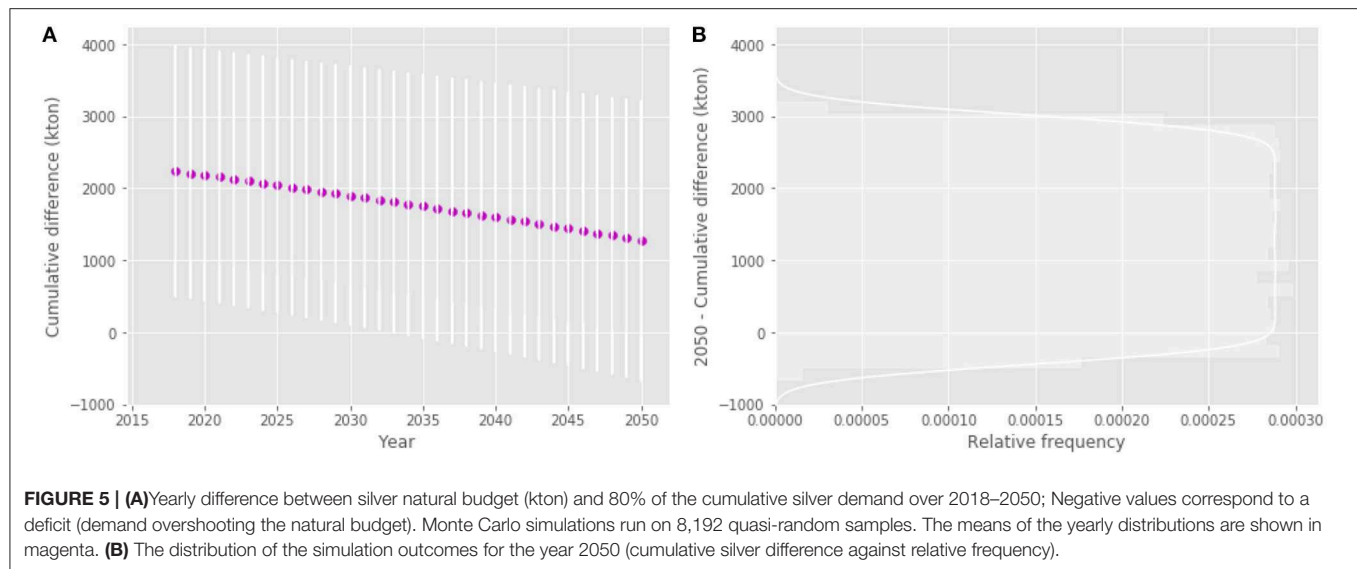 A
B
4000
3000
2000
1000
0
−1000
Cumulative difference (kton)
2015 2020 2025 2030 2035 2040 2045 2050
Year
4000
3000
2000
1000
0
−1000
2050 - Cumulative difference (kton)
0.00000 0.00005 0.00010 0.00015 0.00020 0.00025 0.00030
Relative frequency
FIGURE 5 | (A)Yearly difference between silver natural budget (kton) and 80% of the cumulative silver demand over 2018–2050; Negative values correspond to a
deficit (demand overshooting the natural budget). Monte Carlo simulations run on 8,192 quasi-random samples. The means of the yearly distributions are shown in
magenta. (B) The distribution of the simulation outcomes for the year 2050 (cumulative silver difference against relative frequency).